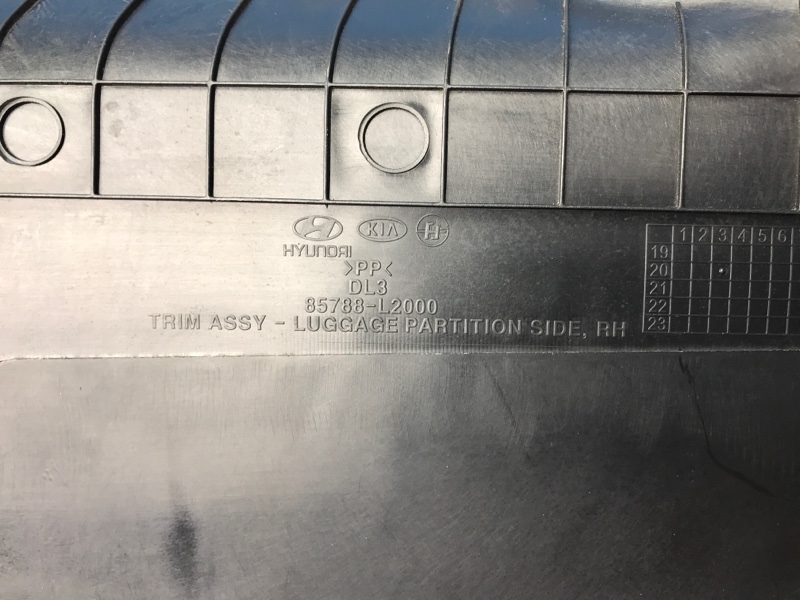 HYUNDAI KIA H
>PP<
DL3
85788-L2000
TRIM ASSY - LUGGAGE PARTITION SIDE, RH
1 2 3 4 5 6
19
20
21
22
23